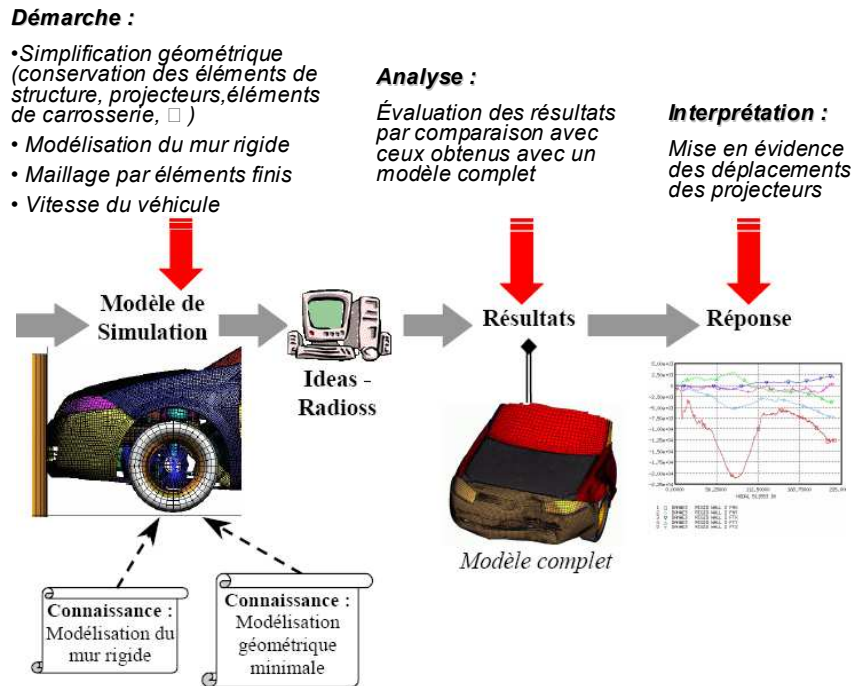 Démarche :
•Simplification géométrique
(conservation des éléments de
structure, projecteurs,éléments
de carrosserie, □ )
• Modélisation du mur rigide
• Maillage par éléments finis
• Vitesse du véhicule
Analyse :
Évaluation des résultats
par comparaison avec
ceux obtenus avec un
modèle complet
Interprétation :
Mise en évidence
des déplacements
des projecteurs
Modèle de
Simulation
Ideas -
Radioss
Résultats
Réponse
Modèle complet
Connaissance :
Modélisation du
mur rigide
Connaissance :
Modélisation
géométrique
minimale